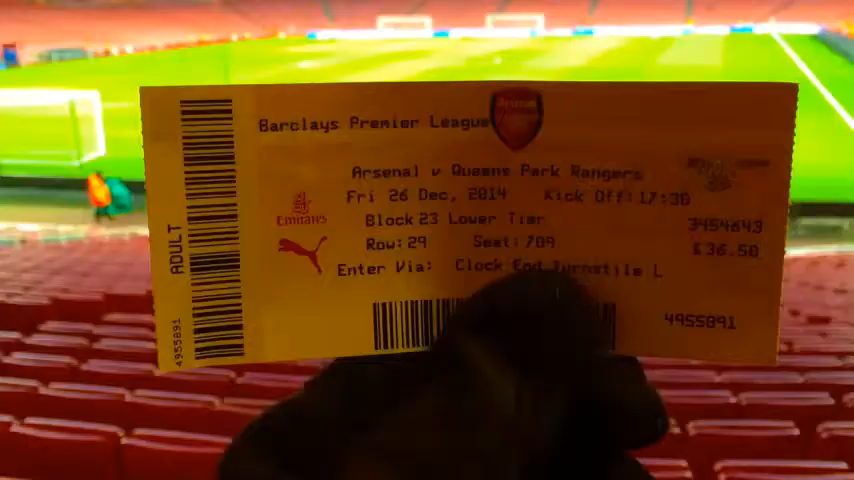 Barclays Premier League
Arsenal
Arsenal v Queens Park Rangers
Fri 26 Dec, 2014 Kick Off: 17:30
Emirates
Block 23 Lower Tier
3454643
Row: 29 Seat: 709
£36.50
Enter Via: Clock End Turnstile L
4955891
ADULT
4955891